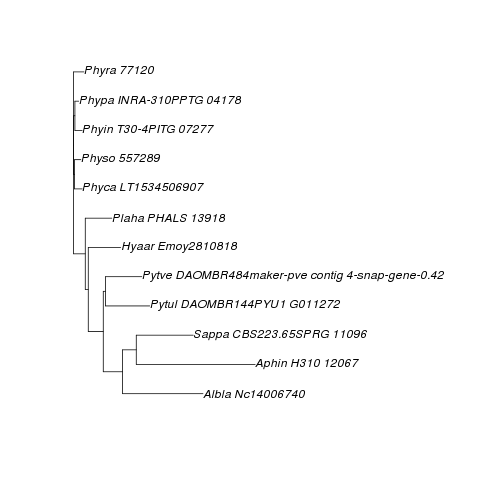 Phyra 77120
Phypa INRA-310PPTG 04178
Phyin T30-4PITG 07277
Physo 557289
Phyca LT1534506907
Plaha PHALS 13918
Hyaar Emoy2810818
Pytve DAOMBR484maker-pve contig 4-snap-gene-0.42
Pytul DAOMBR144PYU1 G011272
Sappa CBS223.65SPRG 11096
Aphin H310 12067
Albla Nc14006740